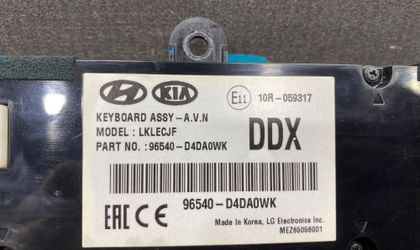 KIA
E11 10R-059317
KEYBOARD ASSY-A.V.N
MODEL : LKLECJF
DDX
PART NO. :96540-D4DA0WK
EAC CE
96540-D4DA0WK
Made in Korea, LG Electronics Inc.
MEZ65056001